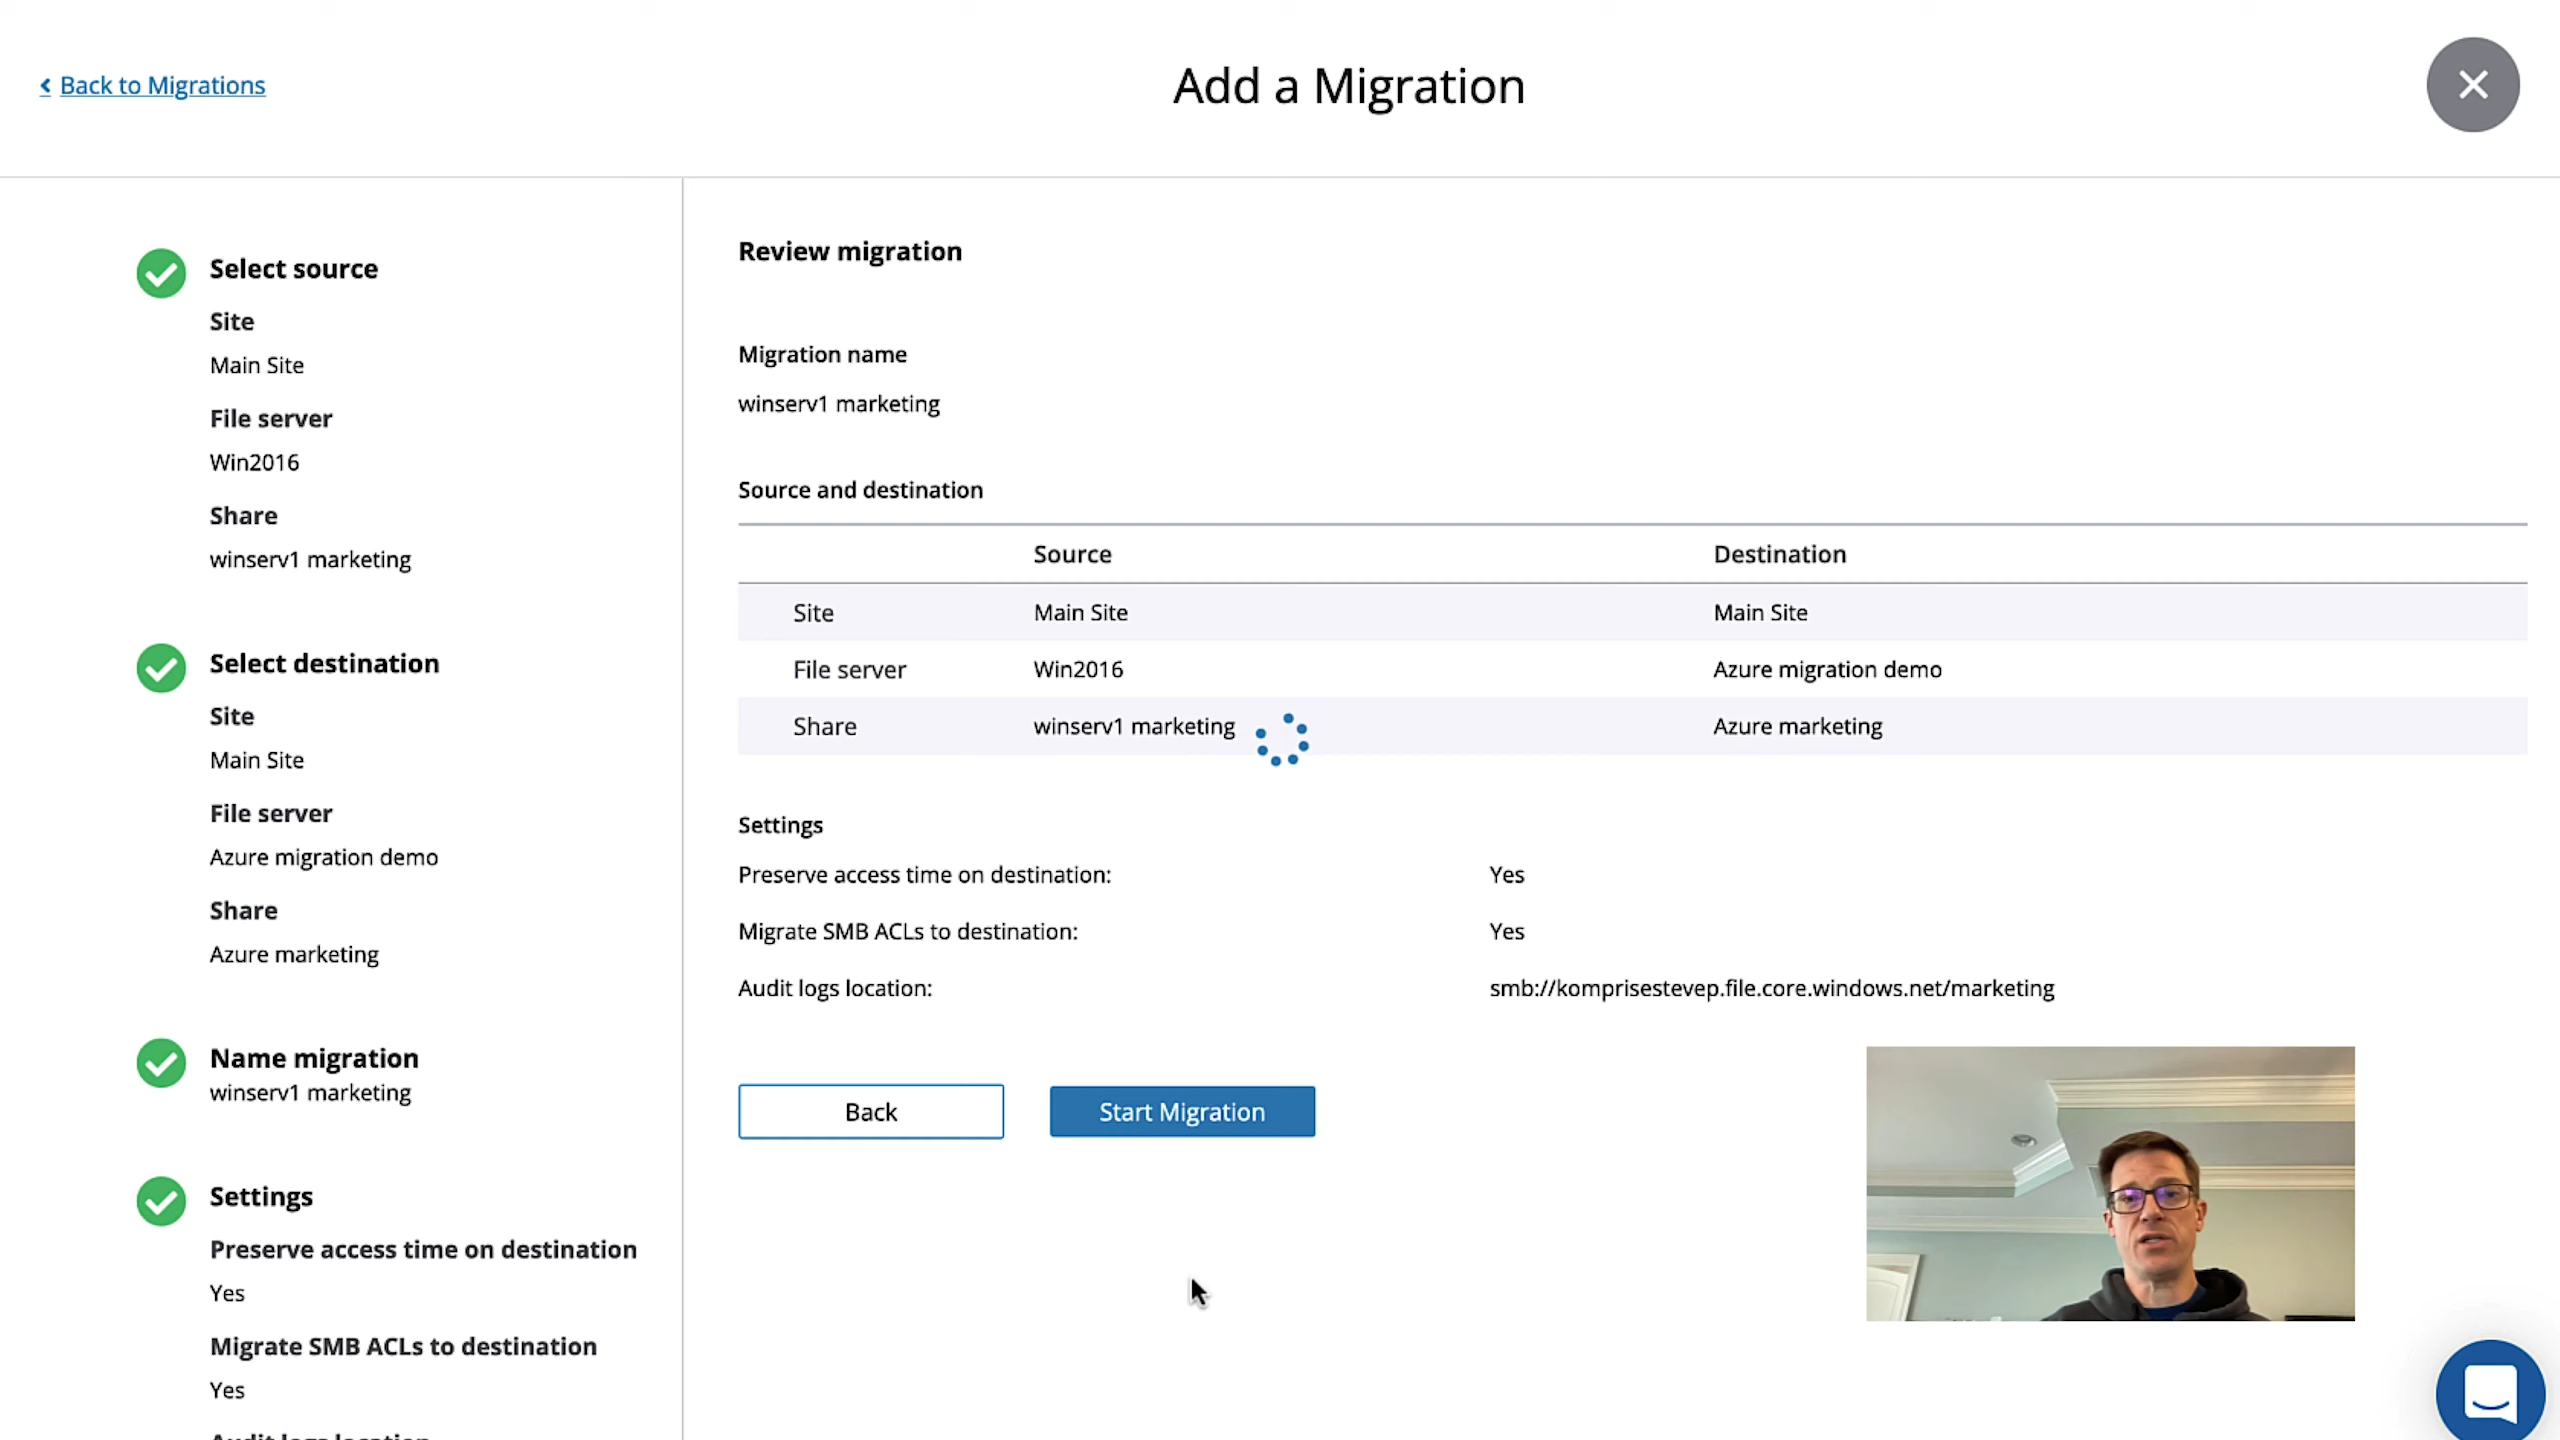 Back to Migrations
Add a Migration
Select source
Site
Main Site
File server
Win2016
Share
winserv1 marketing
Select destination
Site
Main Site
File server
Azure migration demo
Share
Azure marketing
Name migration
winserv1 marketing
Settings
Preserve access time on destination
Yes
Migrate SMB ACLs to destination
Yes
Audit logs location
Review migration
Migration name
winserv1 marketing
Source and destination
Source Destination
Site Main Site Main Site
File server Win2016 Azure migration demo
Share winserv1 marketing Azure marketing
Settings
Preserve access time on destination: Yes
Migrate SMB ACLs to destination: Yes
Audit logs location: smb://komprisestevep.file.core.windows.net/marketing
Back Start Migration